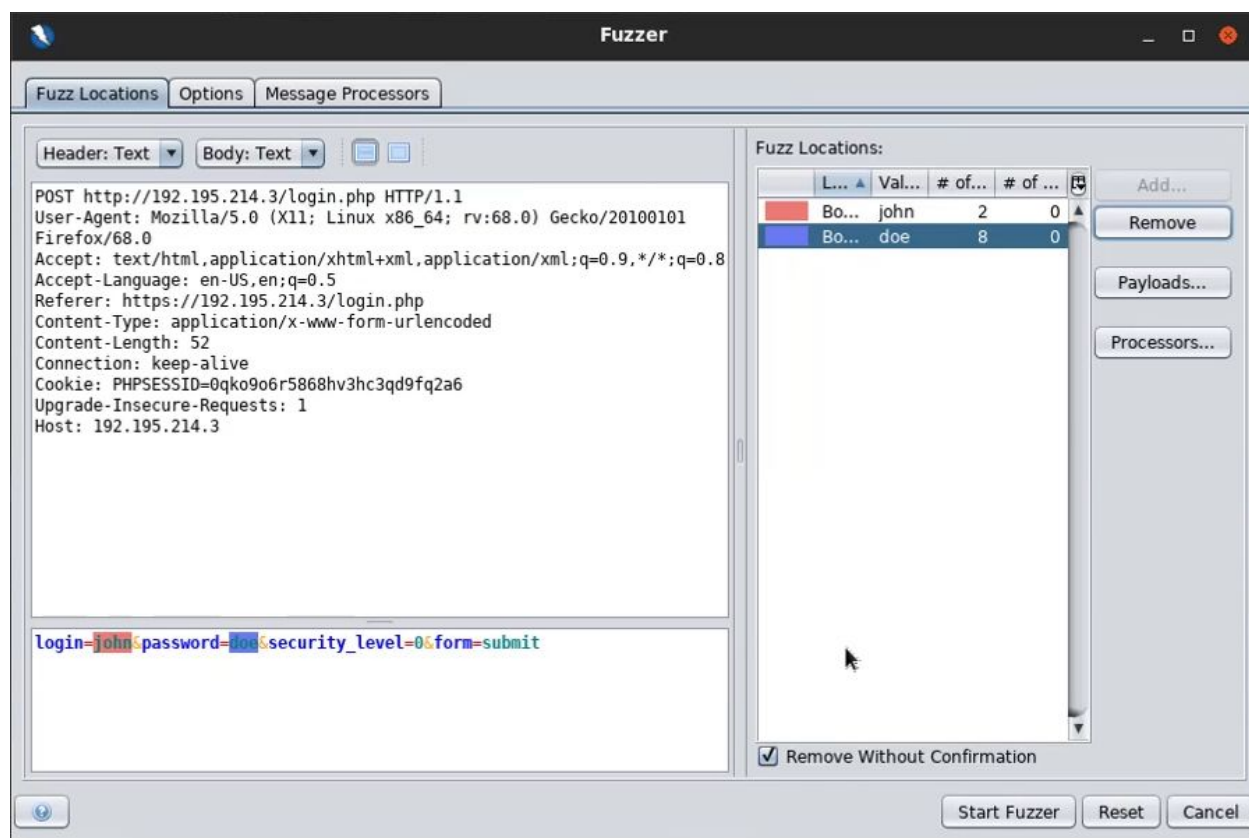 Fuzzer
Fuzz Locations Options Message Processors
Header: Text Body: Text
POST http://192.195.214.3/login.php HTTP/1.1
User-Agent: Mozilla/5.0 (X11; Linux x86_64; rv:68.0) Gecko/20100101
Firefox/68.0
Accept: text/html,application/xhtml+xml,application/xml;q=0.9,*/*;q=0.8
Accept-Language: en-US,en;q=0.5
Referer: https://192.195.214.3/login.php
Content-Type: application/x-www-form-urlencoded
Content-Length: 52
Connection: keep-alive
Cookie: PHPSESSID=0qko9o6r5868hv3hc3qd9fq2a6
Upgrade-Insecure-Requests: 1
Host: 192.195.214.3
login=john&password=doe&security_level=0&form=submit
Fuzz Locations:
L... Val... # of... # of ...
Bo... john 2 0
Bo... doe 8 0
Add...
Remove
Payloads...
Processors...
Remove Without Confirmation
Start Fuzzer Reset Cancel